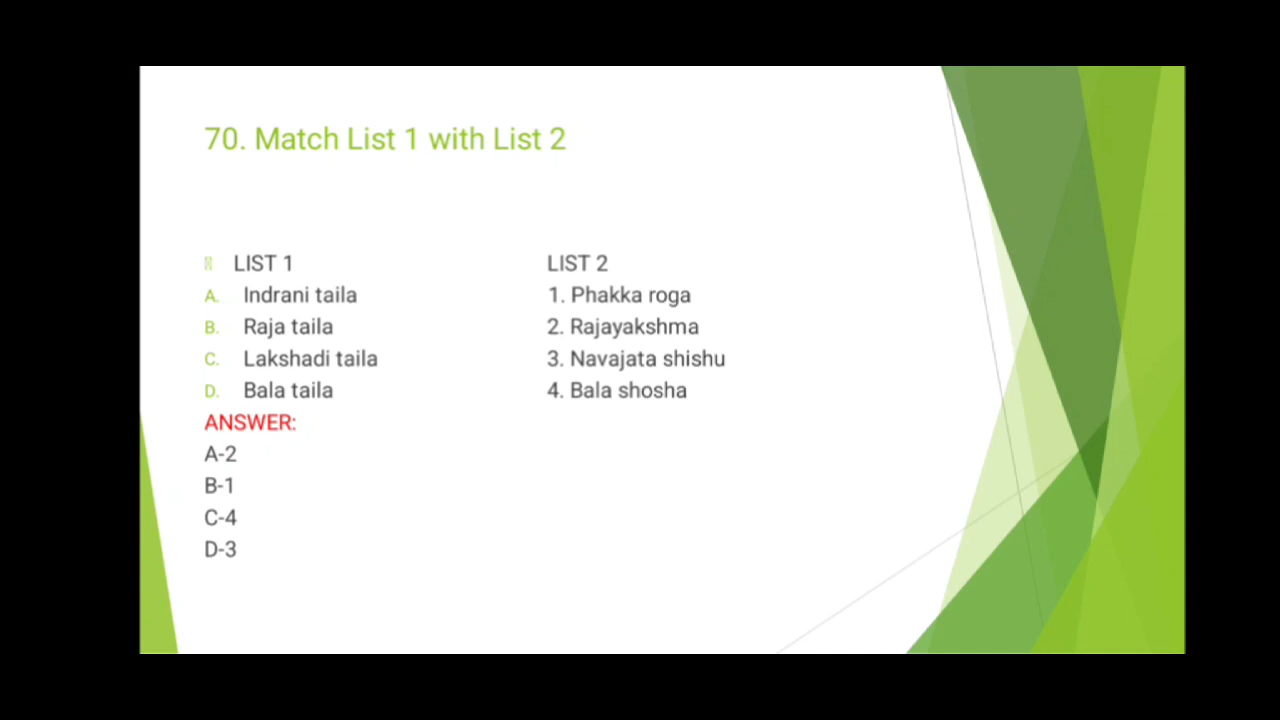 70. Match List 1 with List 2
LIST 1 LIST 2
A. Indrani taila 1. Phakka roga
B. Raja taila 2. Rajayakshma
C. Lakshadi taila 3. Navajata shishu
D. Bala taila 4. Bala shosha
ANSWER:
A-2
B-1
C-4
D-3